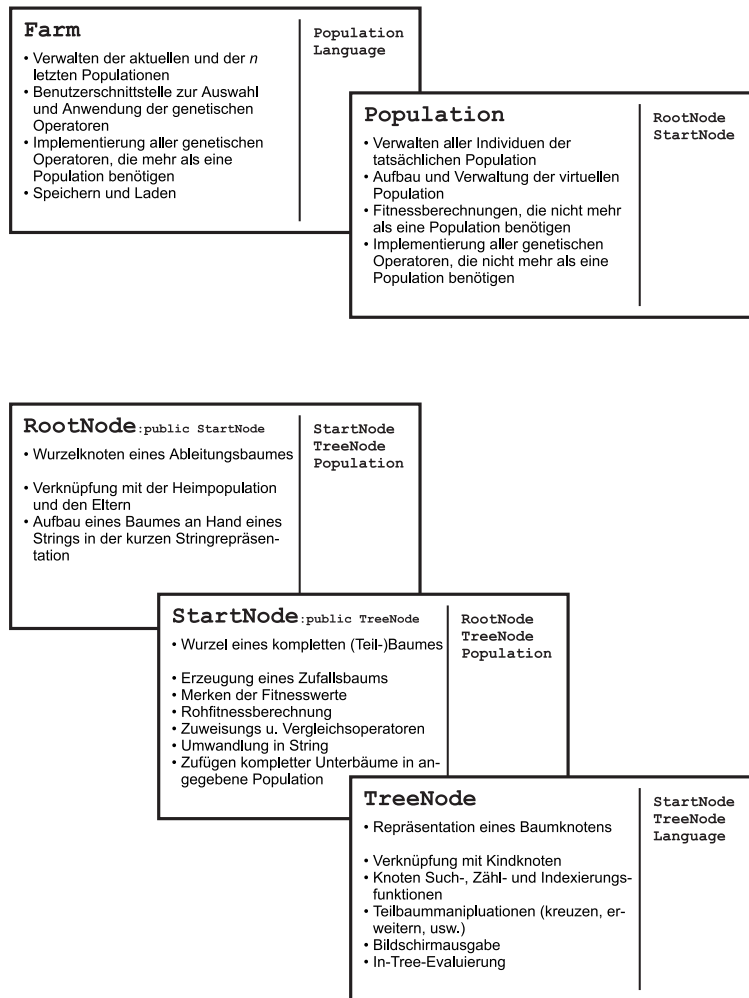 Farm
• Verwalten der aktuellen und der n
letzten Populationen
• Benutzerschnittstelle zur Auswahl
und Anwendung der genetischen
Operatoren
• Implementierung aller genetischen
Operatoren, die mehr als eine
Population benötigen
• Speichern und Laden
Population
Language
Population
• Verwalten aller Individuen der
tatsächlichen Population
• Aufbau und Verwaltung der virtuellen
Population
• Fitnessberechnungen, die nicht mehr
als eine Population benötigen
• Implementierung aller genetischen
Operatoren, die nicht mehr als eine
Population benötigen
RootNode
StartNode
RootNode:public StartNode
• Wurzelknoten eines Ableitungsbaumes
• Verknüpfung mit der Heimpopulation
und den Eltern
• Aufbau eines Baumes an Hand eines
Strings in der kurzen Stringrepräsen-
tation
StartNode
TreeNode
Population
StartNode:public TreeNode
• Wurzel eines kompletten (Teil-)Baumes
• Erzeugung eines Zufallsbaums
• Merken der Fitnesswerte
• Rohfitnessberechnung
• Zuweisungs u. Vergleichsoperatoren
• Umwandlung in String
• Zufügen kompletter Unterbäume in an-
gegebene Population
RootNode
TreeNode
Population
TreeNode
• Repräsentation eines Baumknotens
• Verknüpfung mit Kindknoten
• Knoten Such-, Zähl- und Indexierungs-
funktionen
• Teilbaummanipluationen (kreuzen, er-
weitern, usw.)
• Bildschirmausgabe
• In-Tree-Evaluierung
StartNode
TreeNode
Language